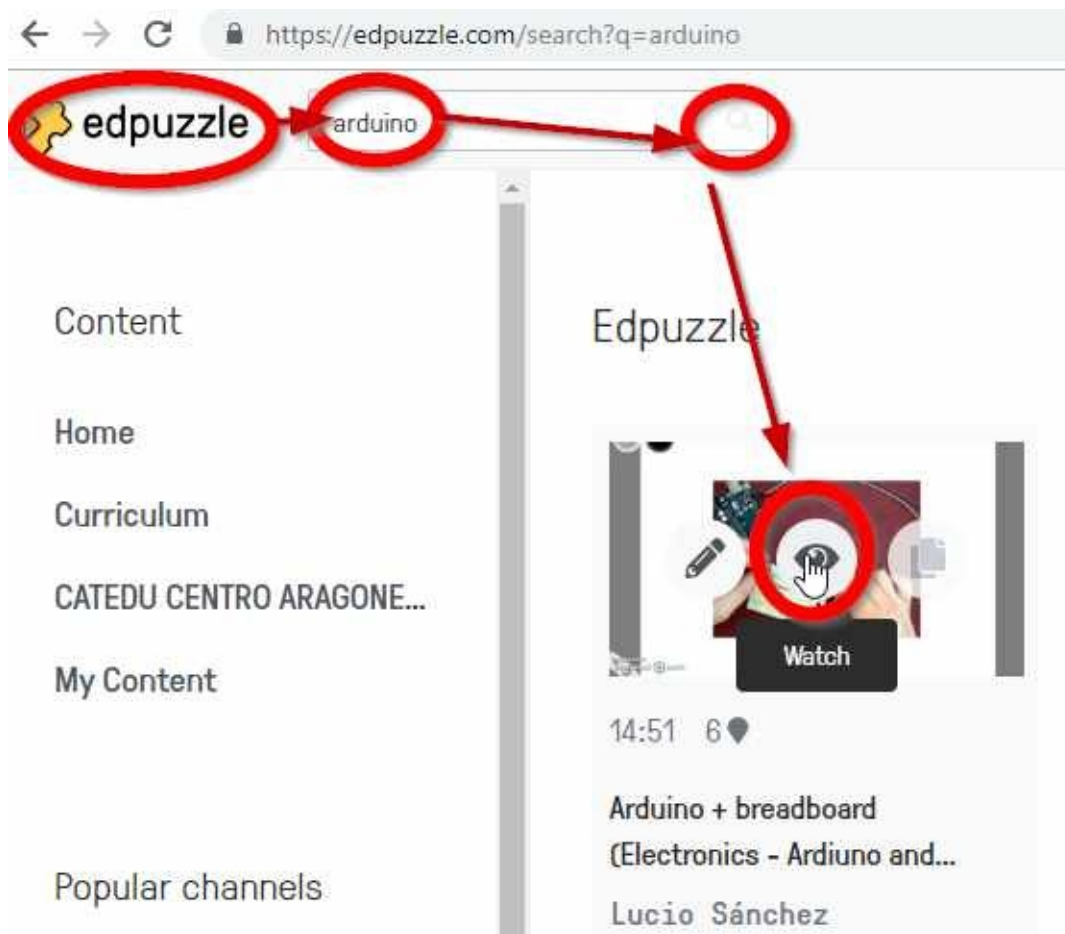 https://edpuzzle.com/search?q=arduino
edpuzzle
arduino
Content
Home
Curriculum
CATEDU CENTRO ARAGONE...
My Content
Popular channels
Edpuzzle
Watch
14:51 6
Arduino + breadboard
(Electronics - Ardiuno and...
Lucio Sánchez